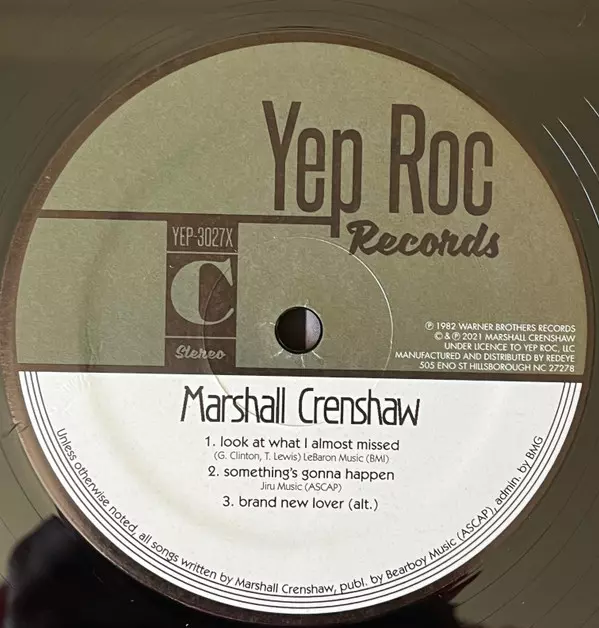 Yep Roc
Records
YEP-3027X
C
Stereo
℗ 1982 WARNER BROTHERS RECORDS
©&℗ 2021 MARSHALL CRENSHAW
UNDER LICENCE TO YEP ROC, LLC
MANUFACTURED AND DISTRIBUTED BY REDEYE
505 ENO ST HILLSBOROUGH NC 27278
Marshall Crenshaw
1. look at what I almost missed
(G. Clinton, T. Lewis) LeBaron Music (BMI)
2. something's gonna happen
Jiru Music (ASCAP)
3. brand new lover (alt.)
Unless otherwise noted, all songs written by Marshall Crenshaw, publ. by Bearboy Music (ASCAP), admin. by BMG